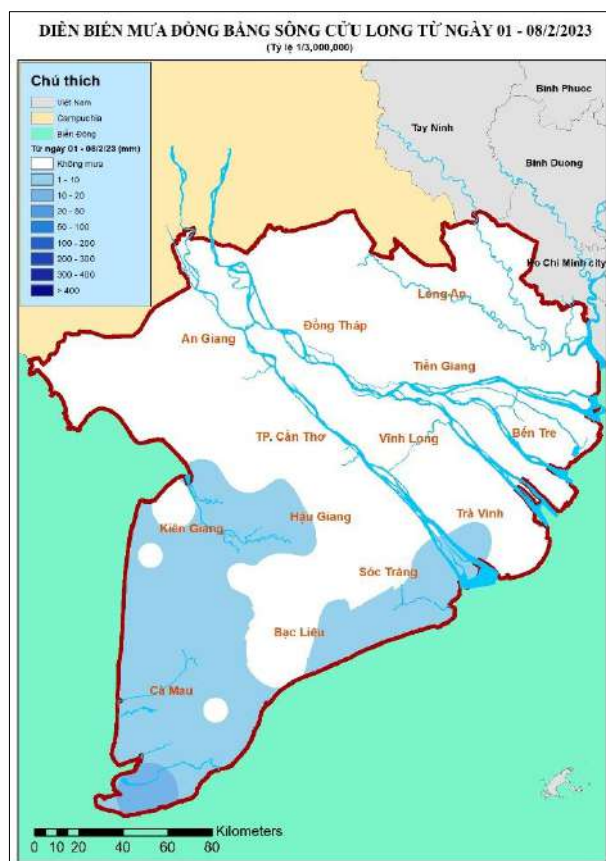 DIỄN BIẾN MƯA ĐỒNG BẰNG SÔNG CỬU LONG TỪ NGÀY 01 - 08/2/2023
(Tỷ lệ 1/3,000,000)
Chú thích
Việt Nam
Campuchia
Biển Đông
Từ ngày 01 - 08/2/23 (mm)
Không mưa
1 - 10
10 - 20
20 - 50
50 - 100
100 - 200
200 - 300
300 - 400
> 400
Bình Phuoc
Tay Ninh
Bình Duong
Ho Chi Minh city
Long An
Đồng Tháp
An Giang
Tiền Giang
Bến Tre
TP. Cần Thơ
Vĩnh Long
Trà Vinh
Hậu Giang
Kiên Giang
Sóc Trăng
Bạc Liêu
Cà Mau
Kilometers
0 10 20 40 60 80